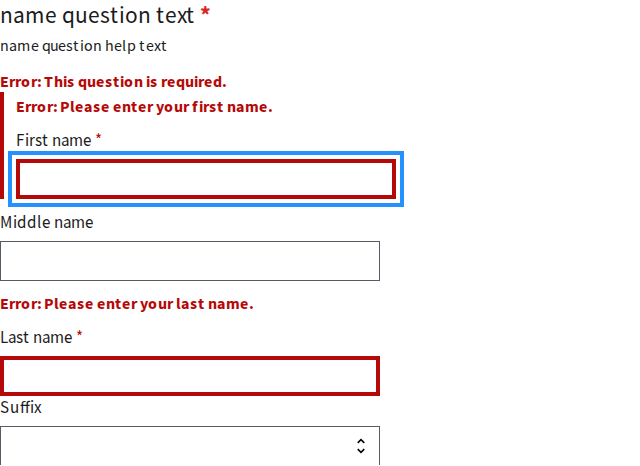 name question text *
name question help text
Error: This question is required.
Error: Please enter your first name.
First name *
Middle name
Error: Please enter your last name.
Last name *
Suffix